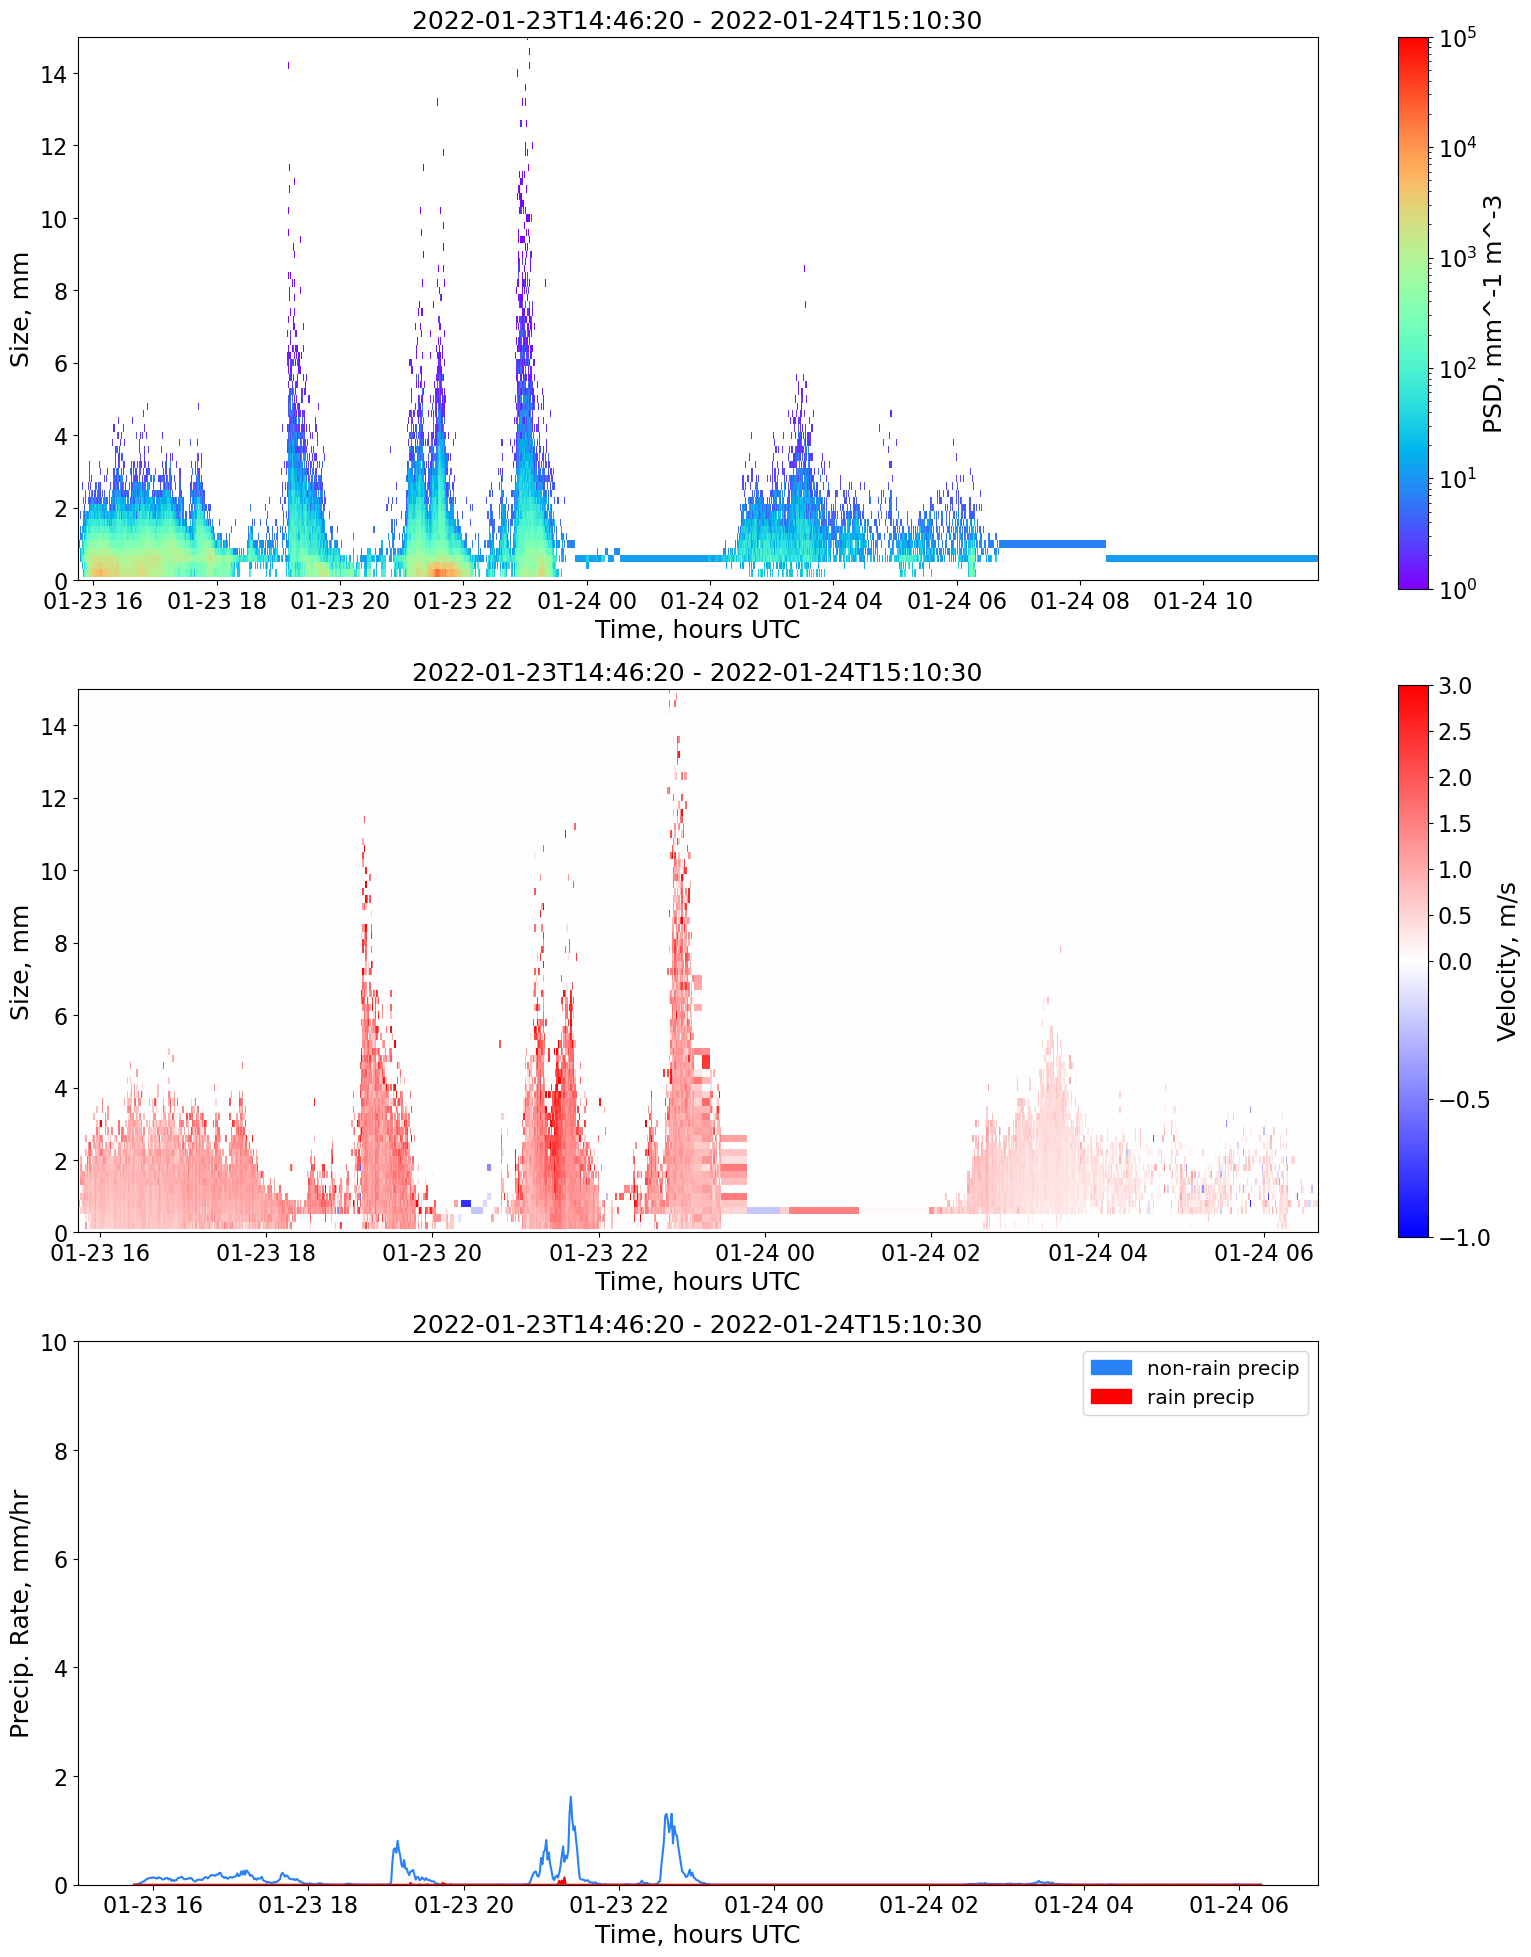 2022-01-23T14:46:20 - 2022-01-24T15:10:30
14
12
10
8
6
4
2
0
Size, mm
01-23 16 01-23 18 01-23 20 01-23 22 01-24 00 01-24 02 01-24 04 01-24 06 01-24 08 01-24 10
Time, hours UTC
10^5
10^4
10^3
10^2
10^1
10^0
PSD, mm^-1 m^-3
2022-01-23T14:46:20 - 2022-01-24T15:10:30
14
12
10
8
6
4
2
0
Size, mm
01-23 16 01-23 18 01-23 20 01-23 22 01-24 00 01-24 02 01-24 04 01-24 06
Time, hours UTC
3.0
2.5
2.0
1.5
1.0
0.5
0.0
−0.5
−1.0
Velocity, m/s
2022-01-23T14:46:20 - 2022-01-24T15:10:30
10
8
6
4
2
0
Precip. Rate, mm/hr
non-rain precip
rain precip
01-23 16 01-23 18 01-23 20 01-23 22 01-24 00 01-24 02 01-24 04 01-24 06
Time, hours UTC